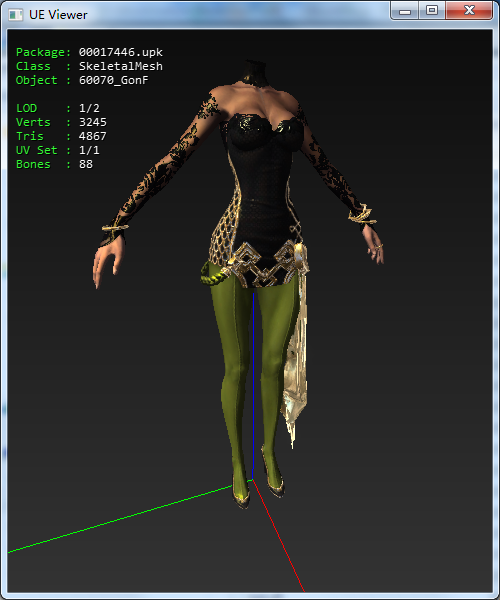 UE Viewer
Package: 00017446.upk
Class : SkeletalMesh
Object : 60070_GonF
LOD : 1/2
Verts : 3245
Tris : 4867
UV Set : 1/1
Bones : 88